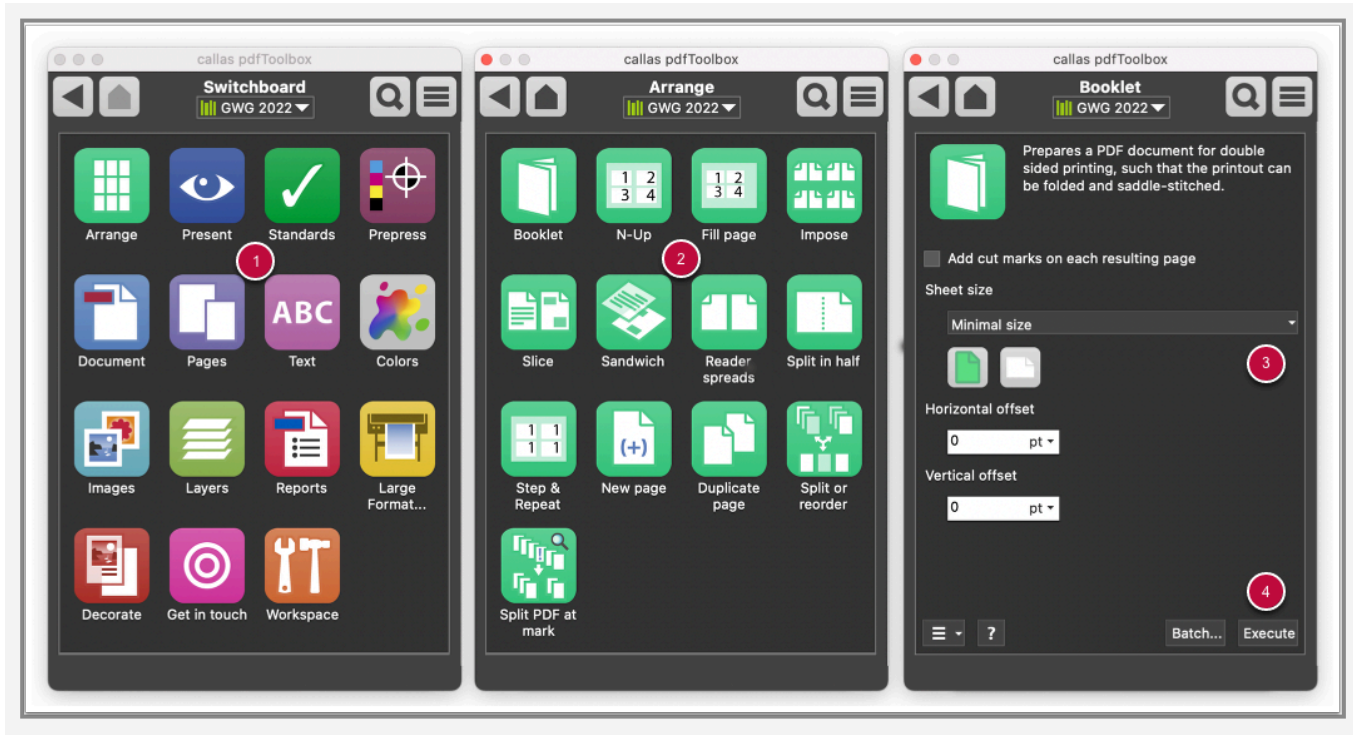 callas pdfToolbox
Switchboard
GWG 2022
Arrange Present Standards Prepress
1
Document Pages ABC Text Colors
Images Layers Reports Large
Format...
Decorate Get in touch Workspace
callas pdfToolbox
Arrange
GWG 2022
1 2
3 4
1 2
3 4
Booklet N-Up Fill page Impose
2
Slice Sandwich Reader
spreads
Split in half
1 1
1 1
(+)
Step &
Repeat
New page Duplicate
page
Split or
reorder
Split PDF at
mark
callas pdfToolbox
Booklet
GWG 2022
Prepares a PDF document for double
sided printing, such that the printout can
be folded and saddle-stitched.
Add cut marks on each resulting page
Sheet size
Minimal size
3
Horizontal offset
0 pt
Vertical offset
0 pt
4
? Batch... Execute